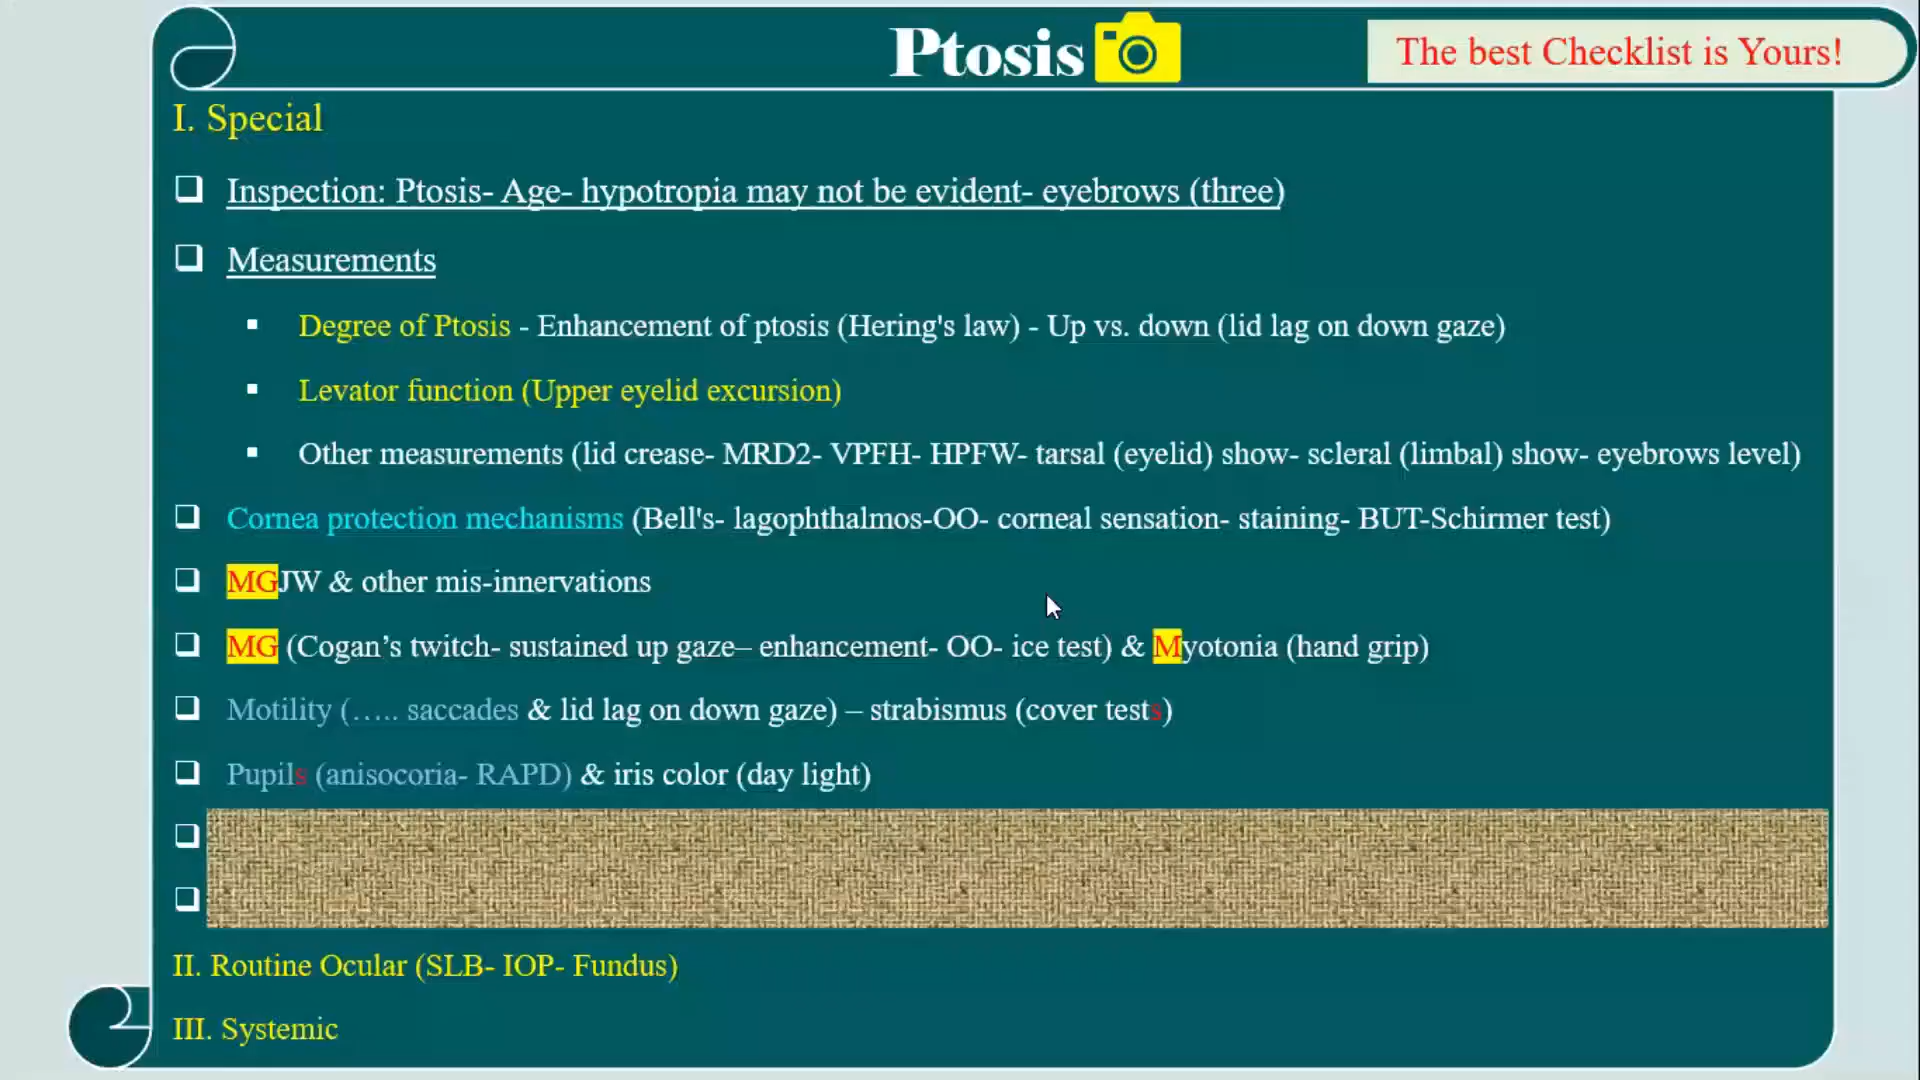 Ptosis
The best Checklist is Yours!
I. Special
Inspection: Ptosis- Age- hypotropia may not be evident- eyebrows (three)
Measurements
Degree of Ptosis - Enhancement of ptosis (Hering's law) - Up vs. down (lid lag on down gaze)
Levator function (Upper eyelid excursion)
Other measurements (lid crease- MRD2- VPFH- HPFW- tarsal (eyelid) show- scleral (limbal) show- eyebrows level)
Cornea protection mechanisms (Bell's- lagophthalmos-OO- corneal sensation- staining- BUT-Schirmer test)
MGJW & other mis-innervations
MG (Cogan’s twitch- sustained up gaze– enhancement- OO- ice test) & Myotonia (hand grip)
Motility (….. saccades & lid lag on down gaze) – strabismus (cover tests)
Pupils (anisocoria- RAPD) & iris color (day light)
II. Routine Ocular (SLB- IOP- Fundus)
III. Systemic